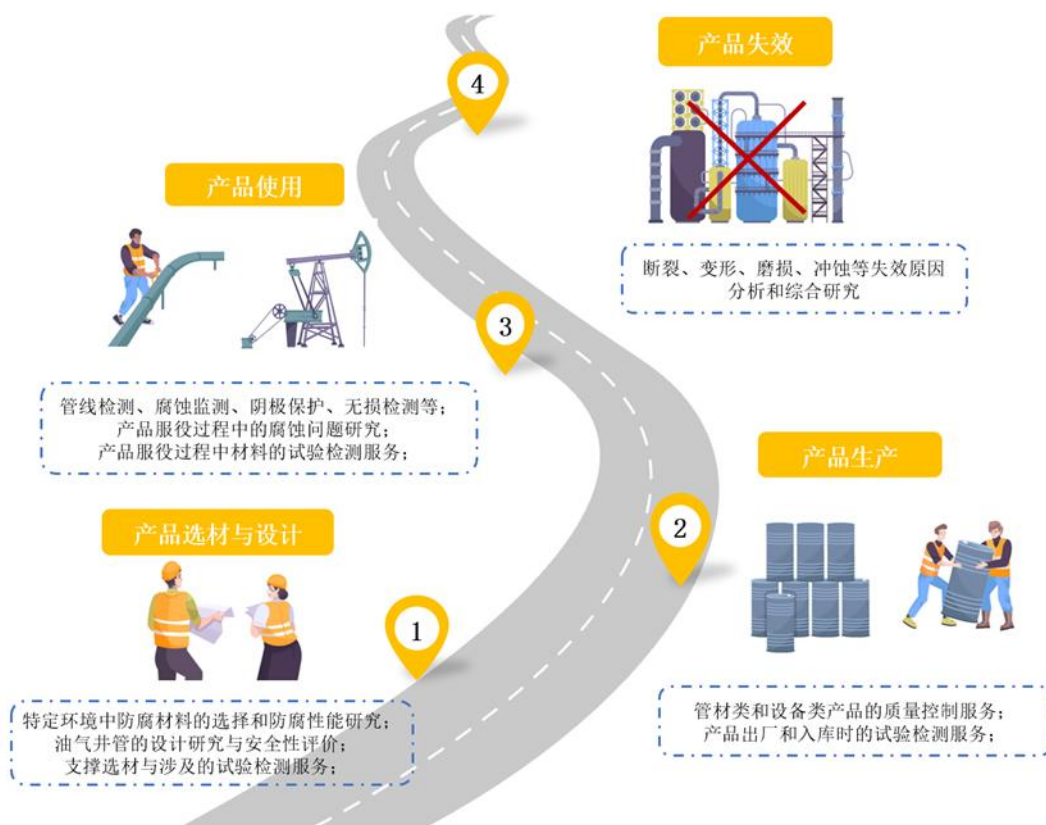 4
产品失效
断裂、变形、磨损、冲蚀等失效原因
分析和综合研究
产品使用
3
管线检测、腐蚀监测、阴极保护、无损检测等；
产品服役过程中的腐蚀问题研究；
产品服役过程中材料的试验检测服务；
产品生产
2
管材类和设备类产品的质量控制服务；
产品出厂和入库时的试验检测服务；
产品选材与设计
1
特定环境中防腐材料的选择和防腐性能研究；
油气井管的设计研究与安全性评价；
支撑选材与涉及的试验检测服务；